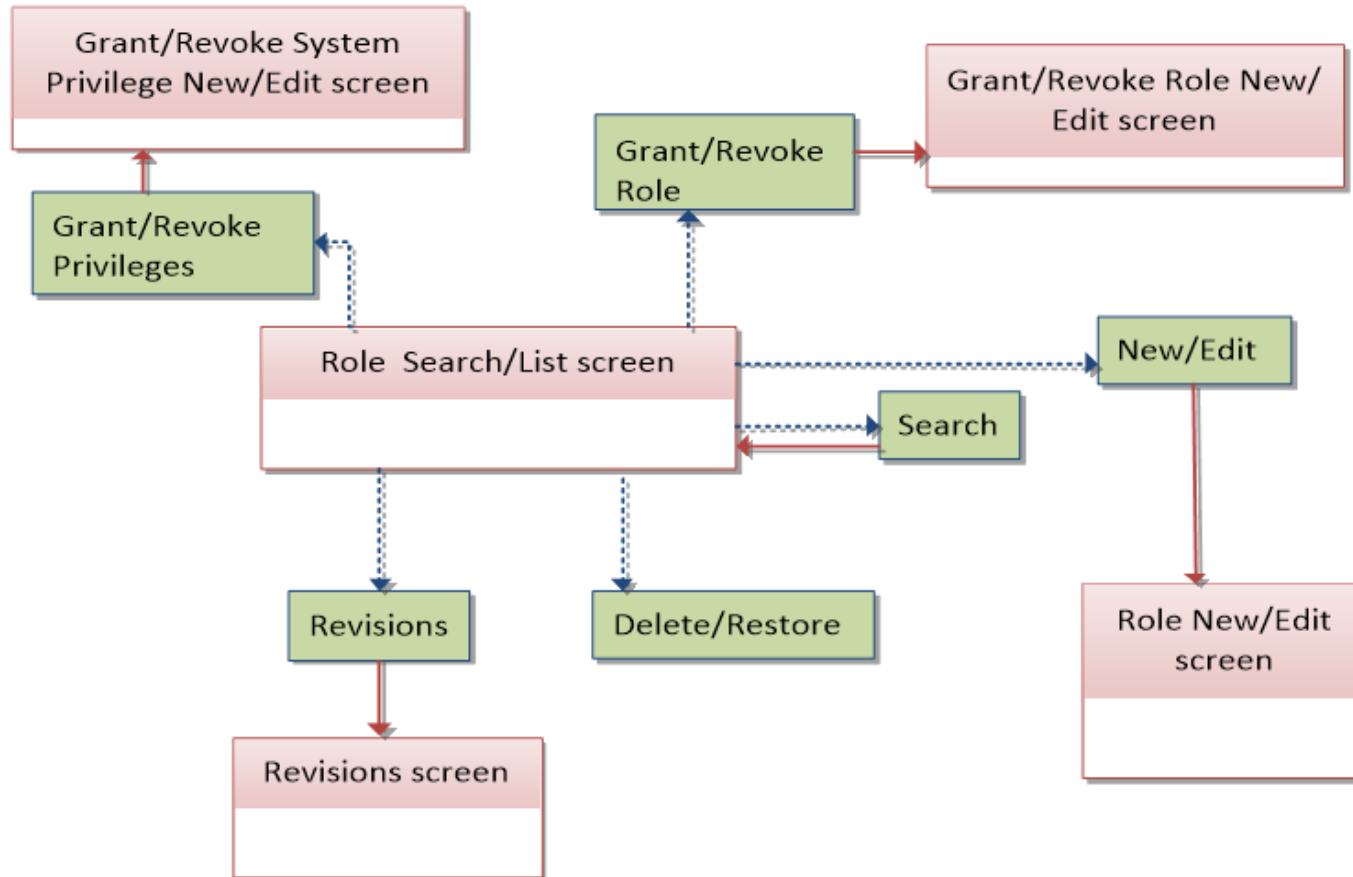 Grant/Revoke System
Privilege New/Edit screen
Grant/Revoke Role New/
Edit screen
Grant/Revoke
Role
Grant/Revoke
Privileges
Role  Search/List screen
New/Edit
Search
Revisions
Delete/Restore
Role New/Edit
screen
Revisions screen